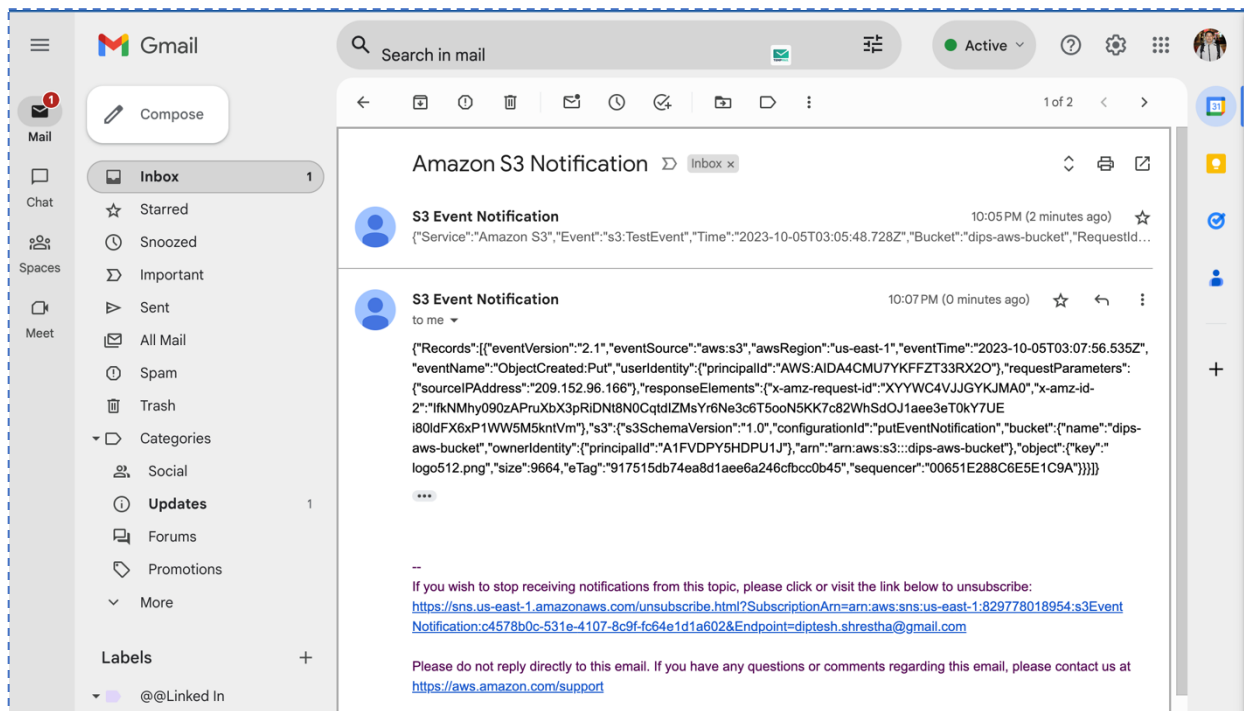 Gmail
Search in mail
Active
1
Mail
Chat
Spaces
Meet
Compose
Inbox 1
Starred
Snoozed
Important
Sent
All Mail
Spam
Trash
Categories
Social
Updates 1
Forums
Promotions
More
Labels
@@Linked In
1 of 2
31
Amazon S3 Notification Inbox ×
S3 Event Notification 10:05 PM (2 minutes ago)
{"Service":"Amazon S3","Event":"s3:TestEvent","Time":"2023-10-05T03:05:48.728Z","Bucket":"dips-aws-bucket","RequestId...
S3 Event Notification 10:07 PM (0 minutes ago)
to me
{"Records":[{"eventVersion":"2.1","eventSource":"aws:s3","awsRegion":"us-east-1","eventTime":"2023-10-05T03:07:56.535Z",
"eventName":"ObjectCreated:Put","userIdentity":{"principalId":"AWS:AIDA4CMU7YKFFZT33RX2O"},"requestParameters":
{"sourceIPAddress":"209.152.96.166"},"responseElements":{"x-amz-request-id":"XYYWC4VJJGYKJMA0","x-amz-id-
2":"IfkNMhy090zAPruXbX3pRiDNt8N0CqtdIZMsYr6Ne3c6T5ooN5KK7c82WhSdOJ1aee3eT0kY7UE
i80ldFX6xP1WW5M5kntVm"},"s3":{"s3SchemaVersion":"1.0","configurationId":"putEventNotification","bucket":{"name":"dips-
aws-bucket","ownerIdentity":{"principalId":"A1FVDPY5HDPU1J"},"arn":"arn:aws:s3:::dips-aws-bucket"},"object":{"key":"
logo512.png","size":9664,"eTag":"917515db74ea8d1aee6a246cfbcc0b45","sequencer":"00651E288C6E5E1C9A"}}}]}
--
If you wish to stop receiving notifications from this topic, please click or visit the link below to unsubscribe:
https://sns.us-east-1.amazonaws.com/unsubscribe.html?SubscriptionArn=arn:aws:sns:us-east-1:829778018954:s3Event
Notification:c4578b0c-531e-4107-8c9f-fc64e1d1a602&Endpoint=diptesh.shrestha@gmail.com
Please do not reply directly to this email. If you have any questions or comments regarding this email, please contact us at
https://aws.amazon.com/support